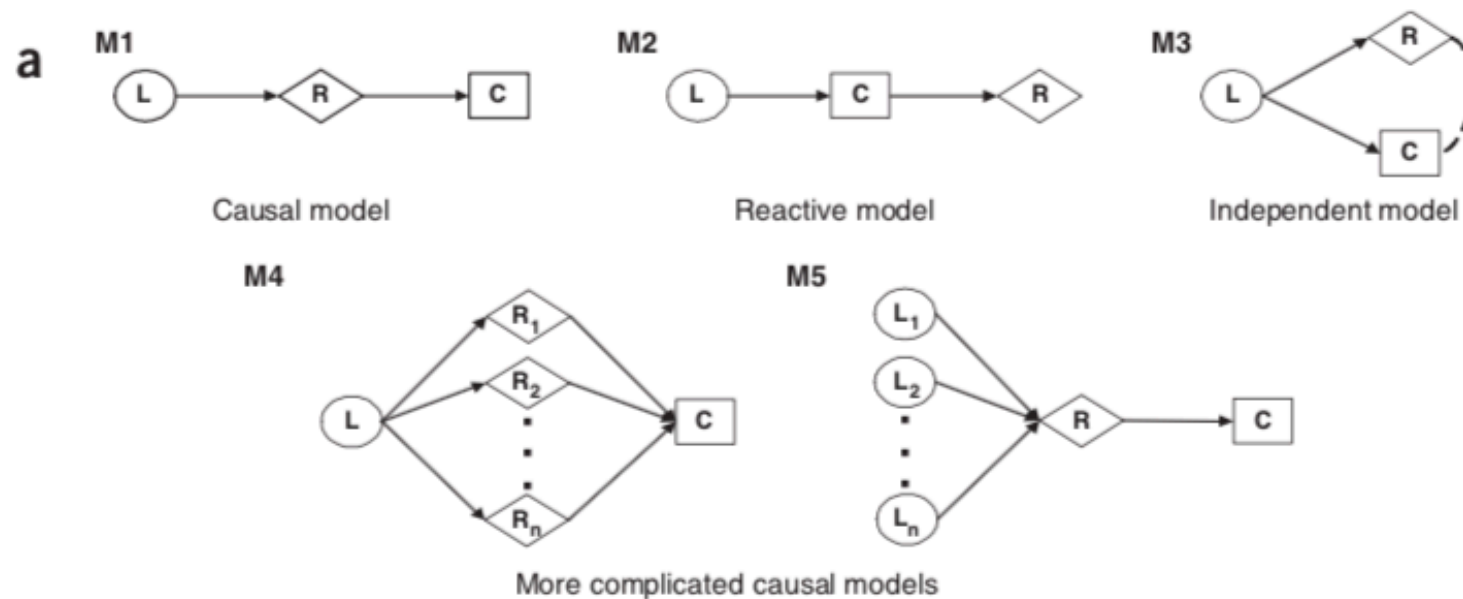 a
M1
M2
M3
L R C
L C R
L R C
Causal model
Reactive model
Independent model
M4
M5
L R1 R2 Rn C
L1 L2 Ln R C
More complicated causal models